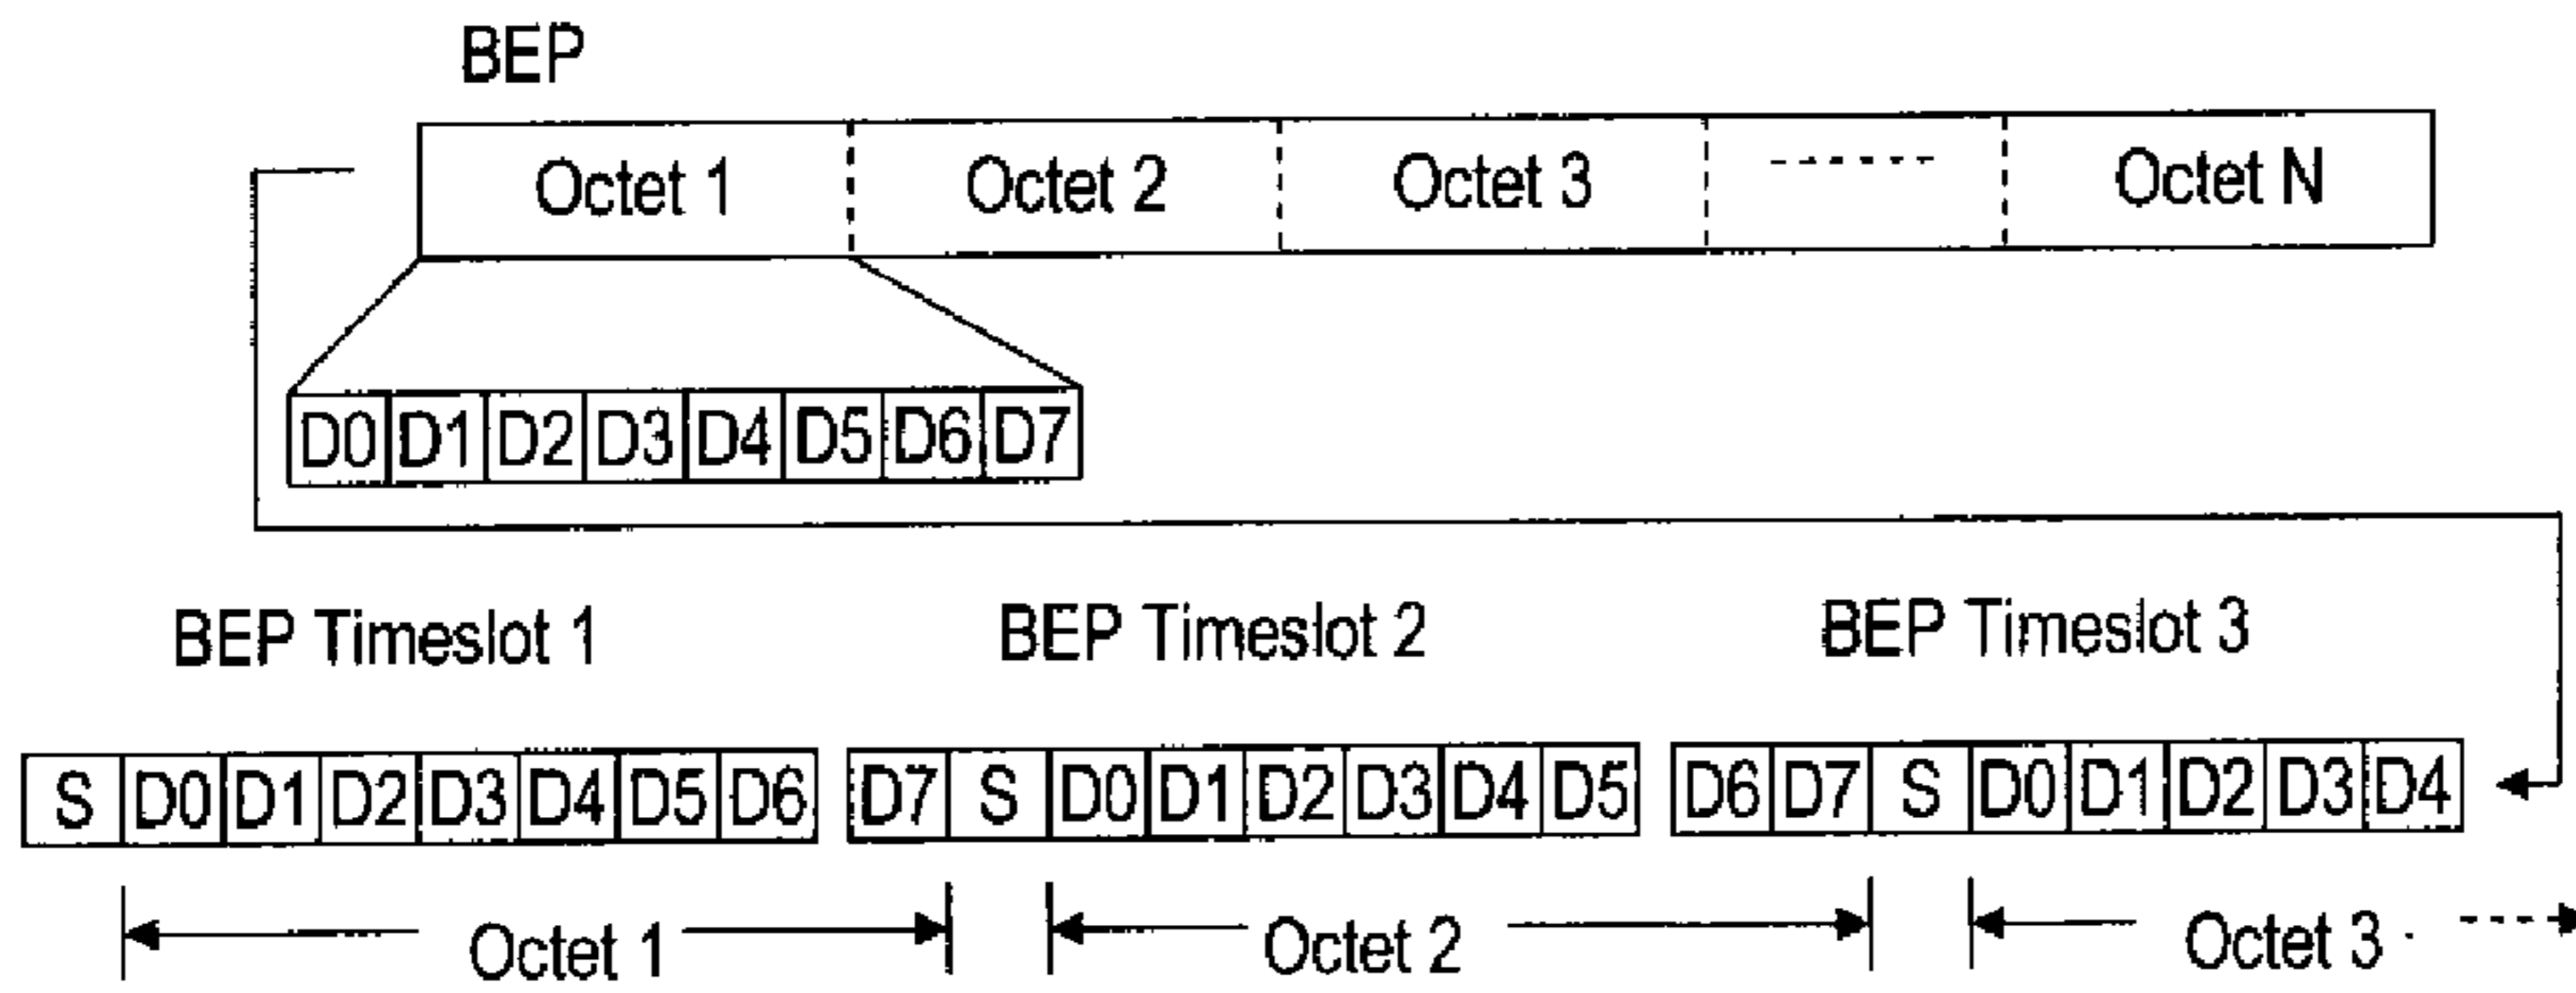 BEP
Octet 1 Octet 2 Octet 3 Octet N
D0 D1 D2 D3 D4 D5 D6 D7
BEP Timeslot 1 BEP Timeslot 2 BEP Timeslot 3
S D0 D1 D2 D3 D4 D5 D6 D7 S D0 D1 D2 D3 D4 D5 D6 D7 S D0 D1 D2 D3 D4
Octet 1 Octet 2 Octet 3